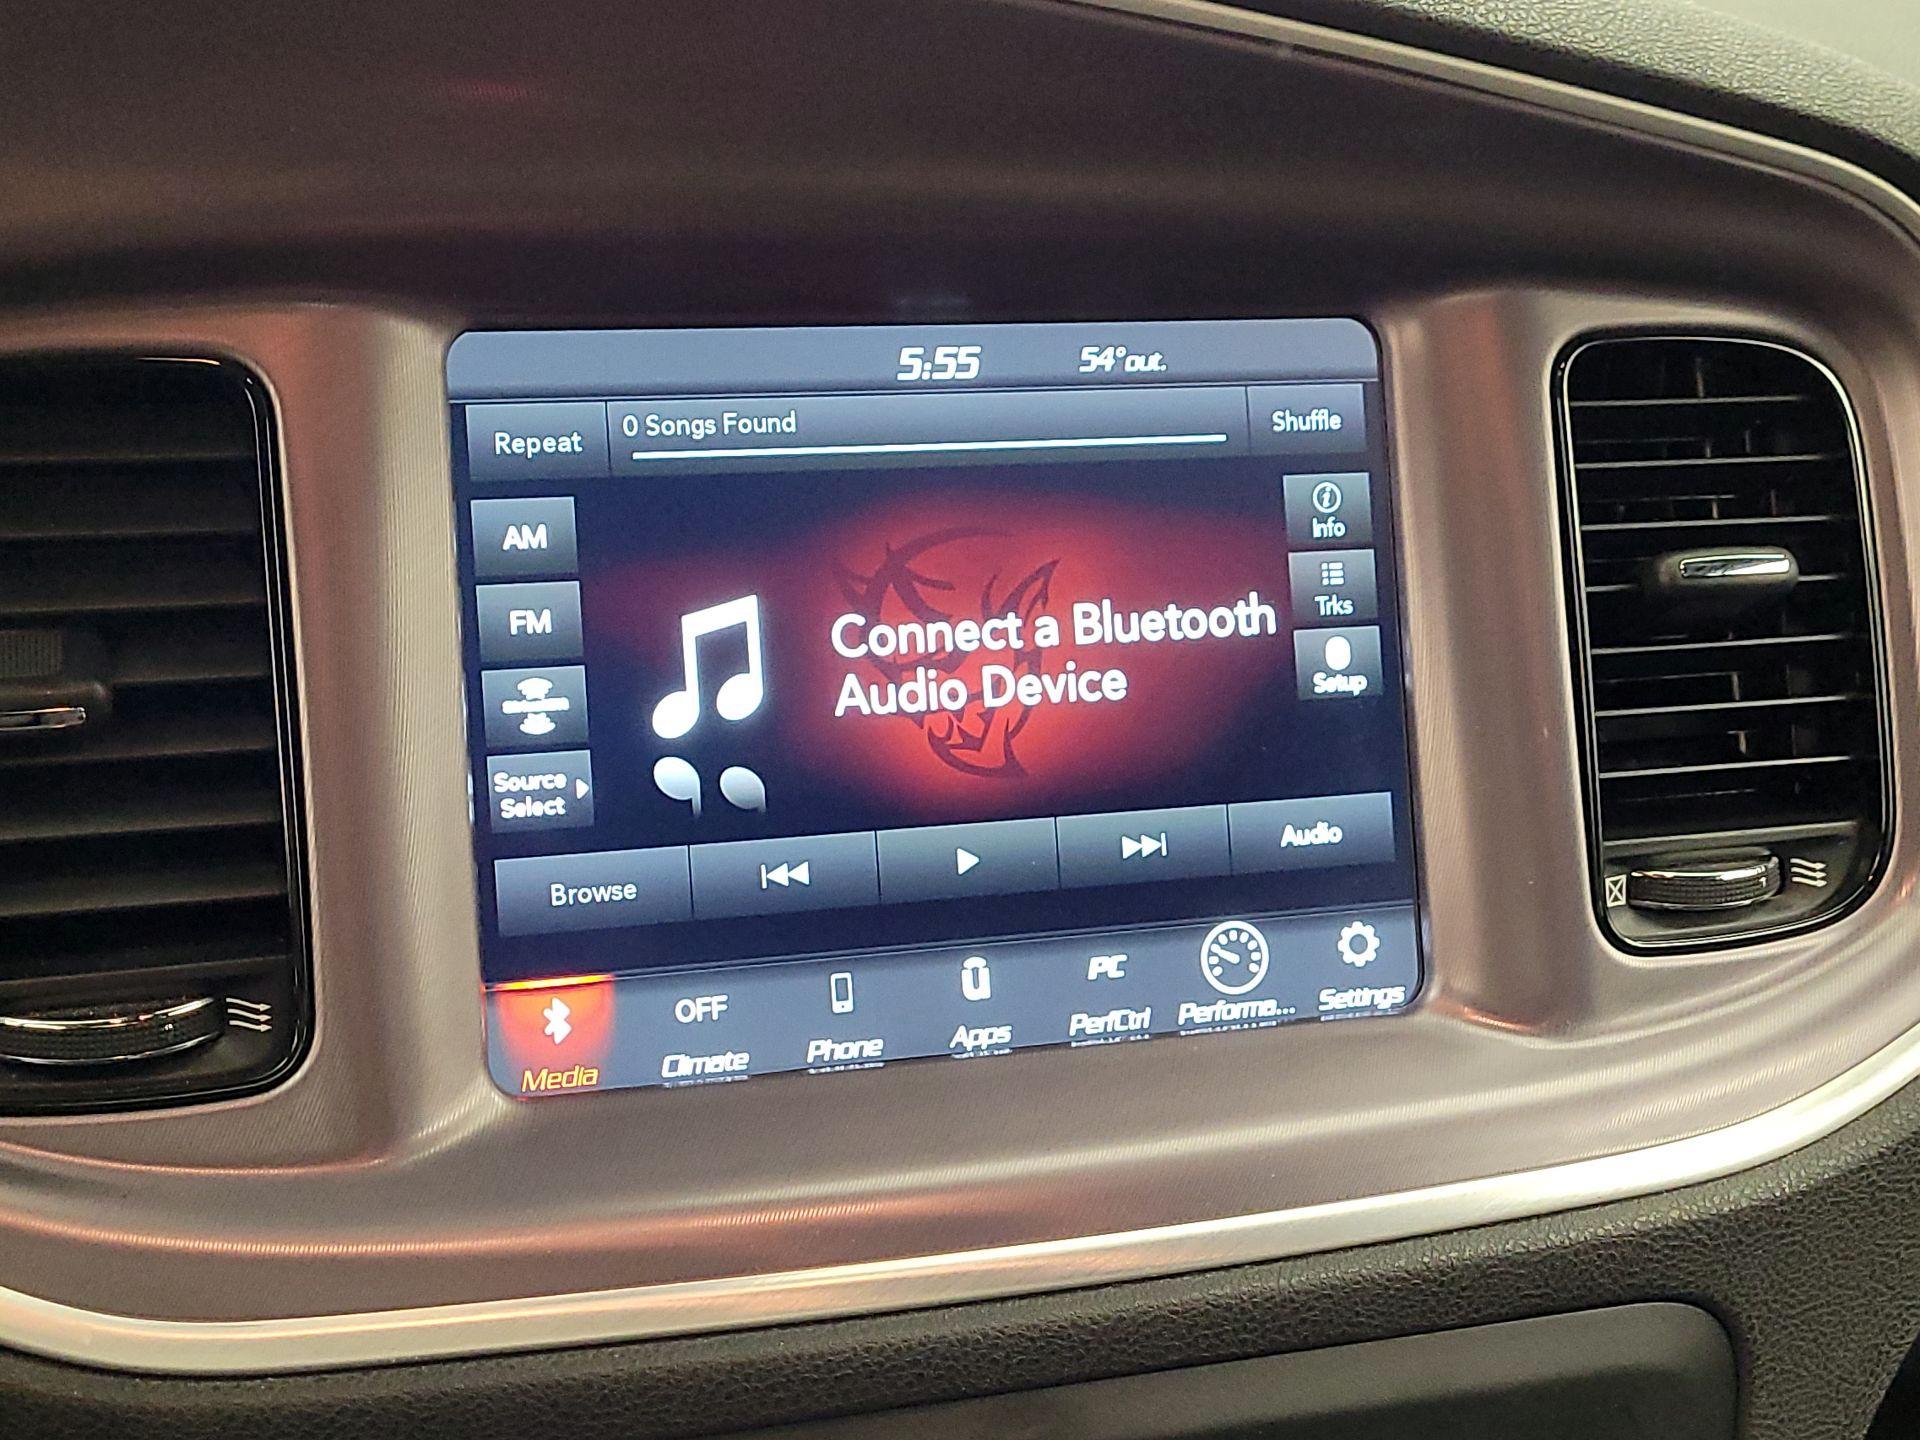 5:55 54°out.
Repeat 0 Songs Found Shuffle
AM
FM
Source
Select
Connect a Bluetooth
Audio Device
Info
Trks
Setup
Browse Audio
Media OFF Climate Phone Apps PC PerfCtrl Performa... Settings